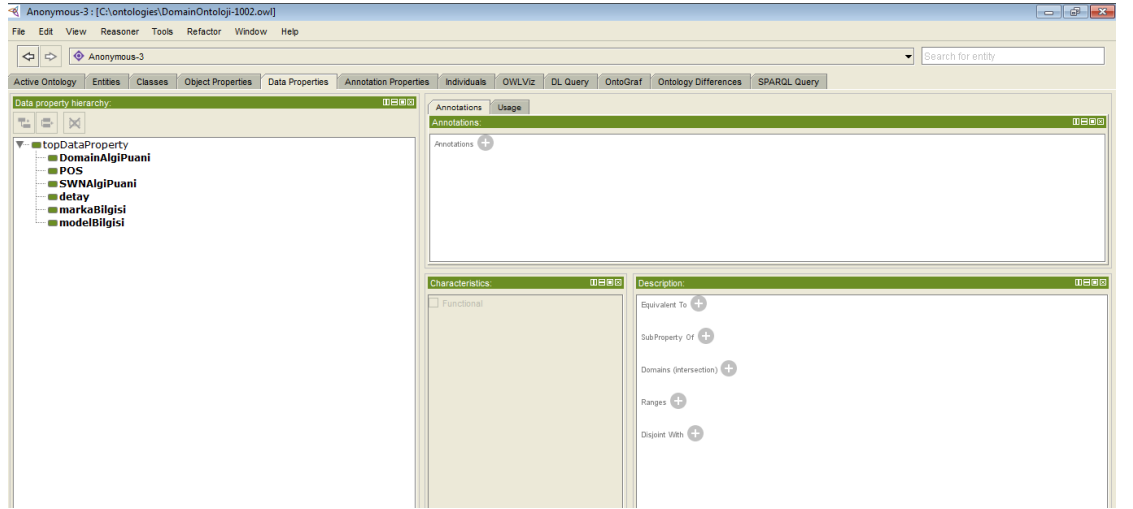 Anonymous-3 : [C:\ontologies\DomainOntoloji-1002.owl]
File Edit View Reasoner Tools Refactor Window Help
Anonymous-3
Search for entity
Active Ontology Entities Classes Object Properties Data Properties Annotation Properties Individuals OWLViz DL Query OntoGraf Ontology Differences SPARQL Query
Data property hierarchy:
topDataProperty
DomainAlgiPuani
POS
SWNAlgiPuani
detay
markaBilgisi
modelBilgisi
Annotations Usage
Annotations:
Annotations
Characteristics:
Functional
Description:
Equivalent To
SubProperty Of
Domains (intersection)
Ranges
Disjoint With